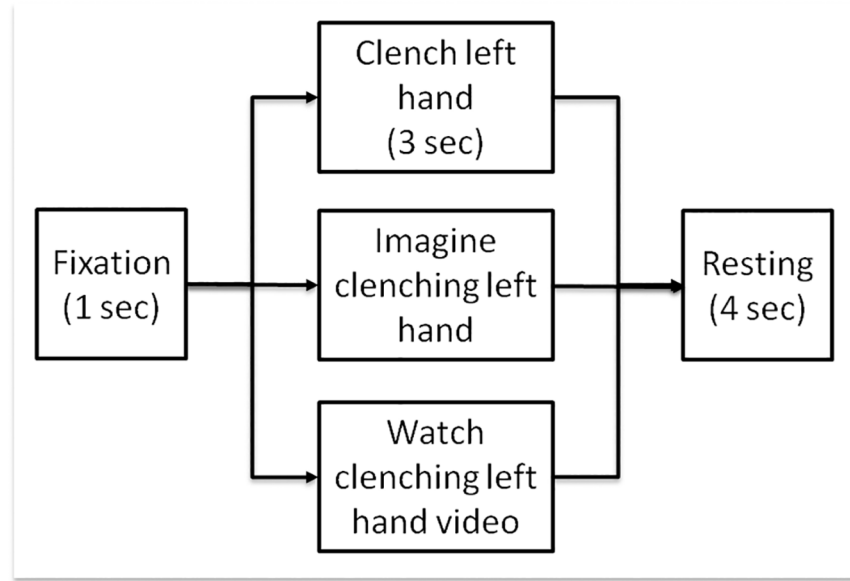 Fixation
(1 sec)
Clench left
hand
(3 sec)
Imagine
clenching left
hand
Watch
clenching left
hand video
Resting
(4 sec)